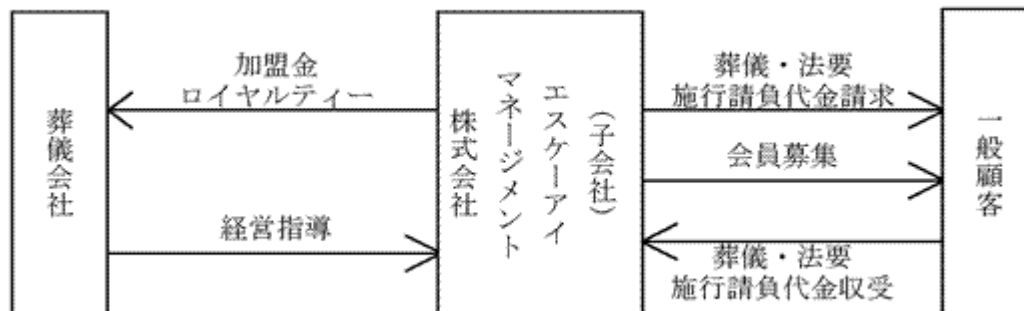 葬儀会社
加盟金
ロイヤルティー
経営指導
(子会社)
エスケーアイ
マネージメント
株式会社
葬儀・法要
施行請負代金請求
会員募集
葬儀・法要
施行請負代金収受
一般顧客